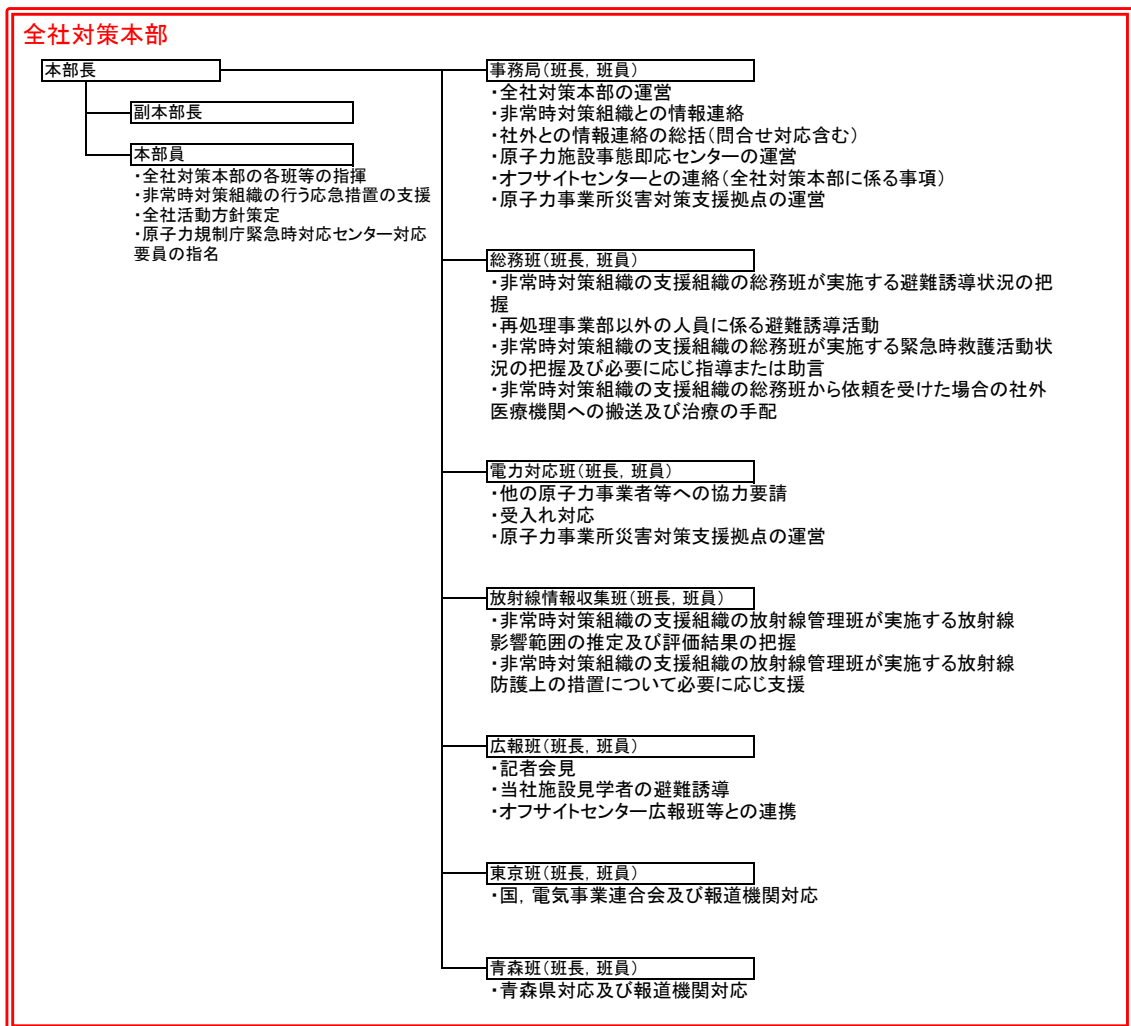 全社対策本部
本部長
副本部長
本部員
・全社対策本部の各班等の指揮
・非常時対策組織の行う応急措置の支援
・全社活動方針策定
・原子力規制庁緊急時対応センター対応
要員の指名
事務局(班長, 班員)
・全社対策本部の運営
・非常時対策組織との情報連絡
・社外との情報連絡の総括(問合せ対応含む)
・原子力施設事態即応センターの運営
・オフサイトセンターとの連絡(全社対策本部に係る事項)
・原子力事業所災害対策支援拠点の運営
総務班(班長, 班員)
・非常時対策組織の支援組織の総務班が実施する避難誘導状況の把
握
・再処理事業部以外の人員に係る避難誘導活動
・非常時対策組織の支援組織の総務班が実施する緊急時救護活動状
況の把握及び必要に応じ指導または助言
・非常時対策組織の支援組織の総務班から依頼を受けた場合の社外
医療機関への搬送及び治療の手配
電力対応班(班長, 班員)
・他の原子力事業者等への協力要請
・受入れ対応
・原子力事業所災害対策支援拠点の運営
放射線情報収集班(班長, 班員)
・非常時対策組織の支援組織の放射線管理班が実施する放射線
影響範囲の推定及び評価結果の把握
・非常時対策組織の支援組織の放射線管理班が実施する放射線
防護上の措置について必要に応じ支援
広報班(班長, 班員)
・記者会見
・当社施設見学者の避難誘導
・オフサイトセンター広報班等との連携
東京班(班長, 班員)
・国, 電気事業連合会及び報道機関対応
青森班(班長, 班員)
・青森県対応及び報道機関対応